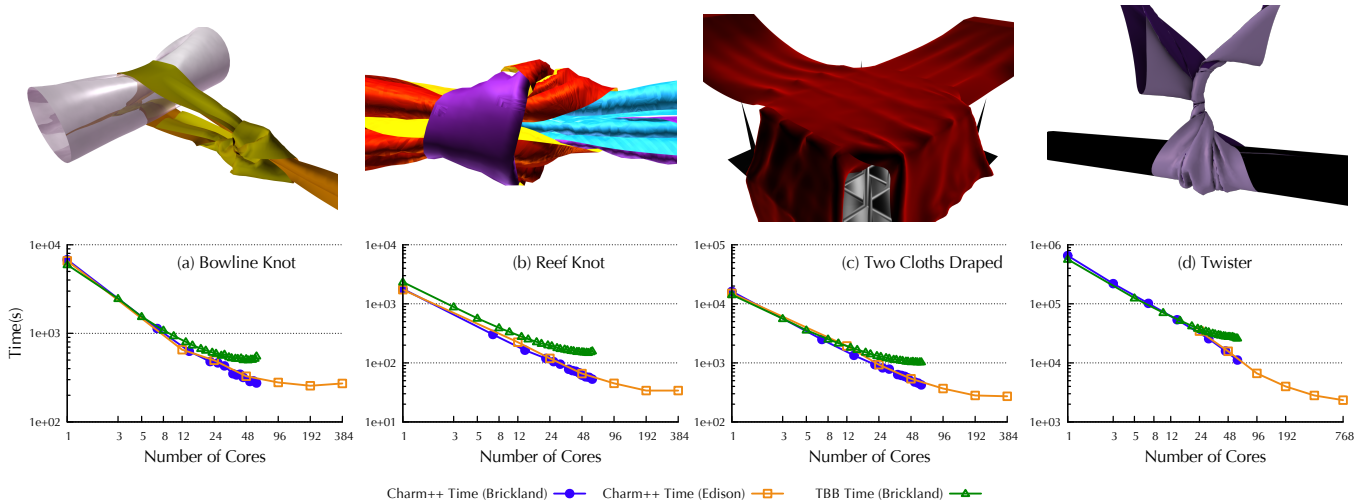 1e+04
1e+03
1e+02
Time(s)
(a) Bowline Knot
1 3 5 8 12 24 48 96 192 384
Number of Cores
1e+04
1e+03
1e+02
1e+01
(b) Reef Knot
1 3 5 8 12 24 48 96 192 384
Number of Cores
1e+05
1e+04
1e+03
1e+02
(c) Two Cloths Draped
1 3 5 8 12 24 48 96 192 384
Number of Cores
1e+06
1e+05
1e+04
1e+03
(d) Twister
1 3 5 8 12 24 48 96 192 768
Number of Cores
Charm++ Time (Brickland) Charm++ Time (Edison) TBB Time (Brickland)